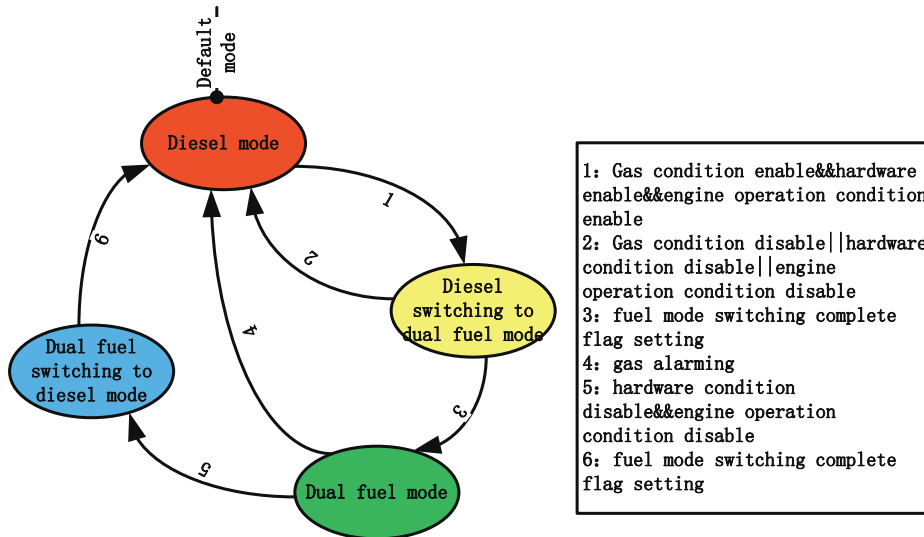 Default
mode
Diesel mode
1
2
Diesel
switching to
dual fuel mode
6
4
Dual fuel
switching to
diesel mode
3
5
Dual fuel mode
1: Gas condition enable&&hardware
enable&&engine operation condition
enable
2: Gas condition disable||hardware
condition disable||engine
operation condition disable
3: fuel mode switching complete
flag setting
4: gas alarming
5: hardware condition
disable&&engine operation
condition disable
6: fuel mode switching complete
flag setting